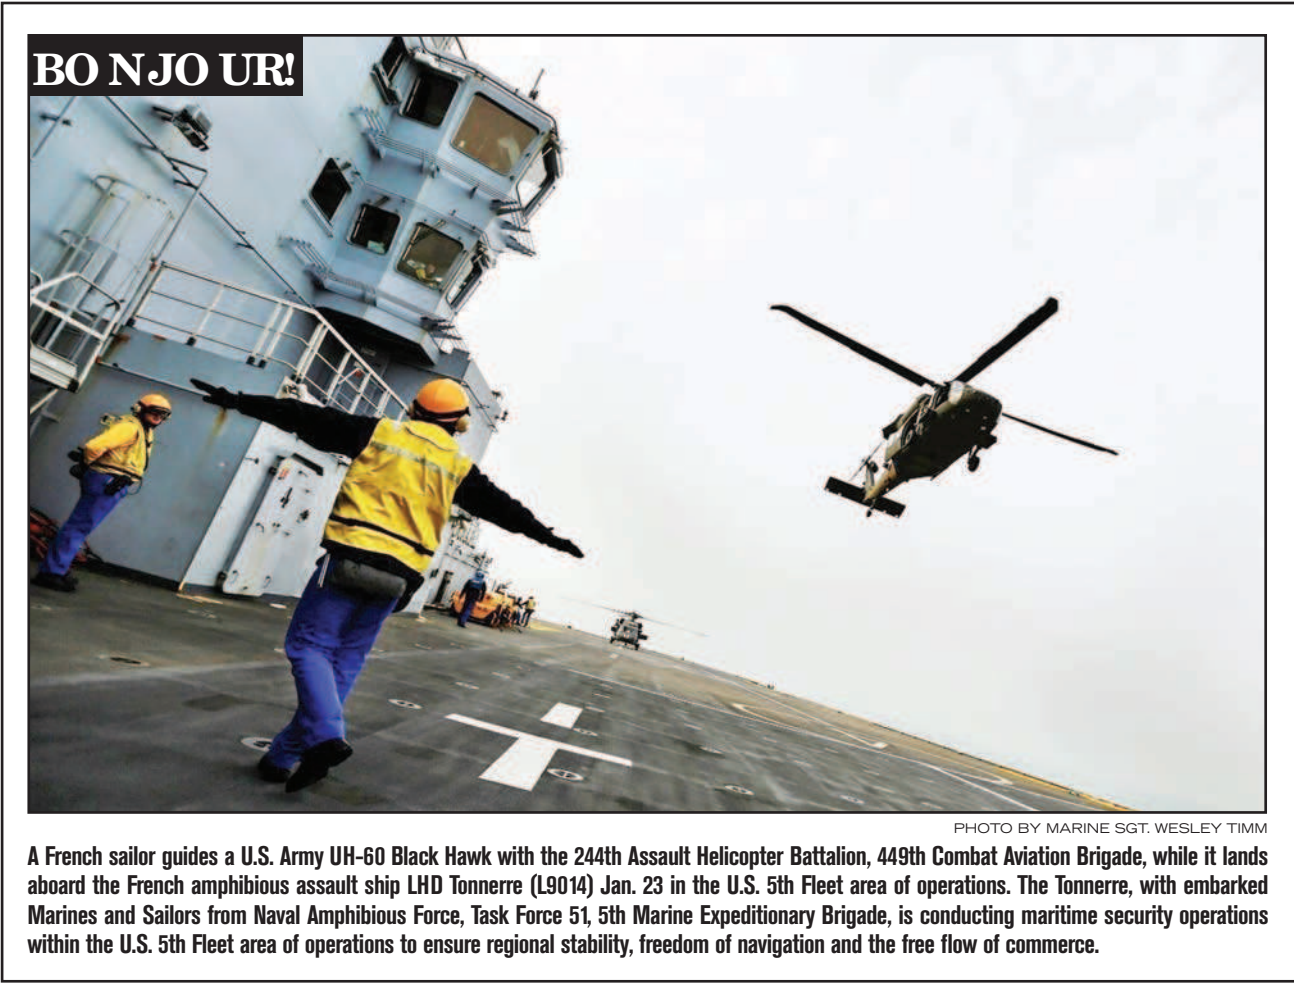 BONJOUR!
PHOTO BY MARINE SGT. WESLEY TIMM
A French sailor guides a U.S. Army UH-60 Black Hawk with the 244th Assault Helicopter Battalion, 449th Combat Aviation Brigade, while it lands
aboard the French amphibious assault ship LHD Tonnerre (L9014) Jan. 23 in the U.S. 5th Fleet area of operations. The Tonnerre, with embarked
Marines and Sailors from Naval Amphibious Force, Task Force 51, 5th Marine Expeditionary Brigade, is conducting maritime security operations
within the U.S. 5th Fleet area of operations to ensure regional stability, freedom of navigation and the free flow of commerce.